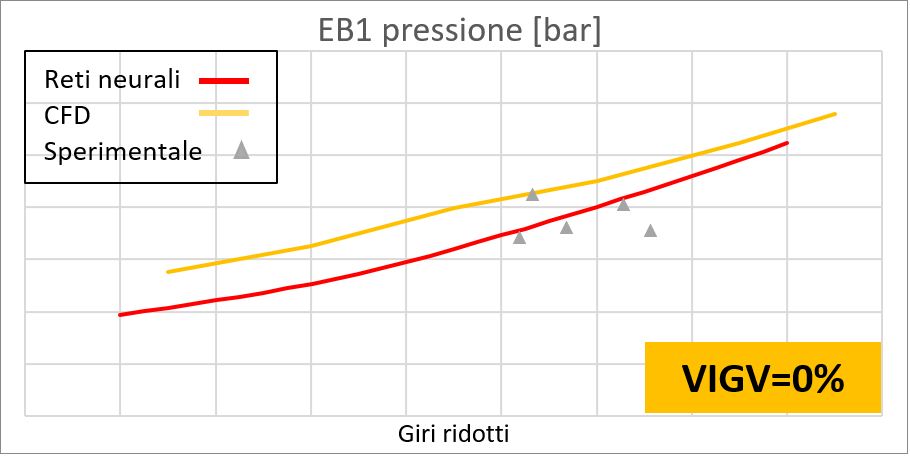 EB1 pressione [bar]
Reti neurali
CFD
Sperimentale
VIGV=0%
Giri ridotti